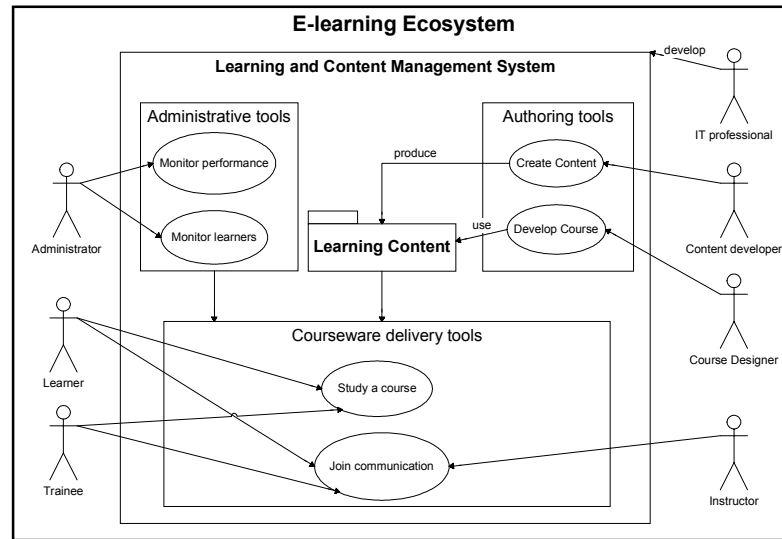 E-learning Ecosystem
Learning and Content Management System
develop
IT professional
Administrative tools
Authoring tools
Monitor performance
produce
Create Content
Administrator
Monitor learners
Learning Content
use
Develop Course
Content developer
Courseware delivery tools
Learner
Study a course
Course Designer
Trainee
Join communication
Instructor